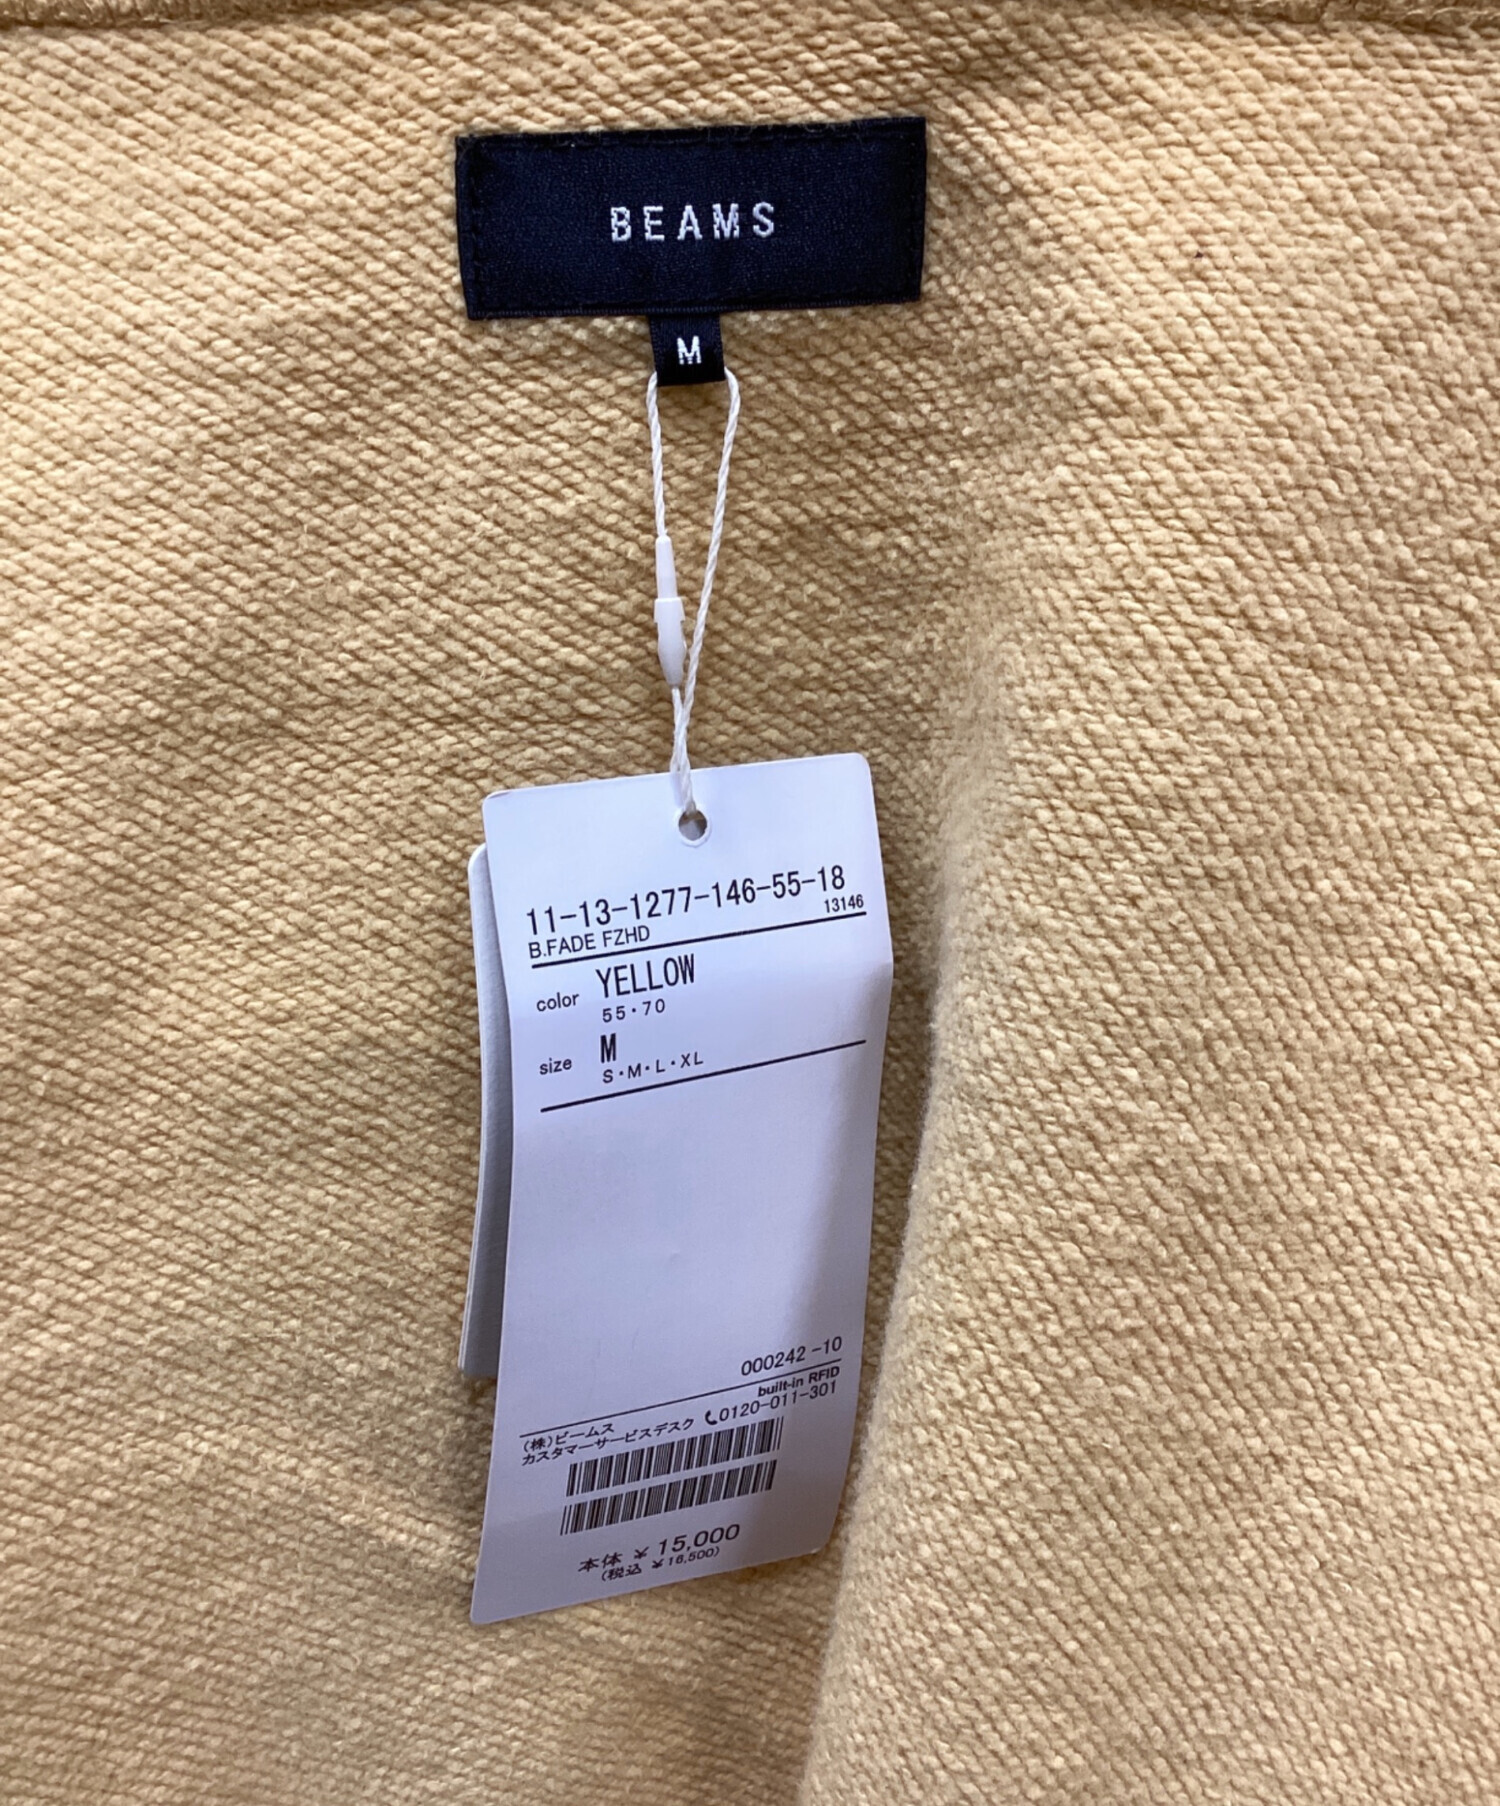 BEAMS
M
11-13-1277-146-55-18
13146
B.FADE FZHD
color YELLOW
55・70
size M
S・M・L・XL
000242-10
built-in RFID
(株)ビームス
カスタマーサービスデスク 0120-011-301
本体 ¥15,000
(税込 ¥16,500)